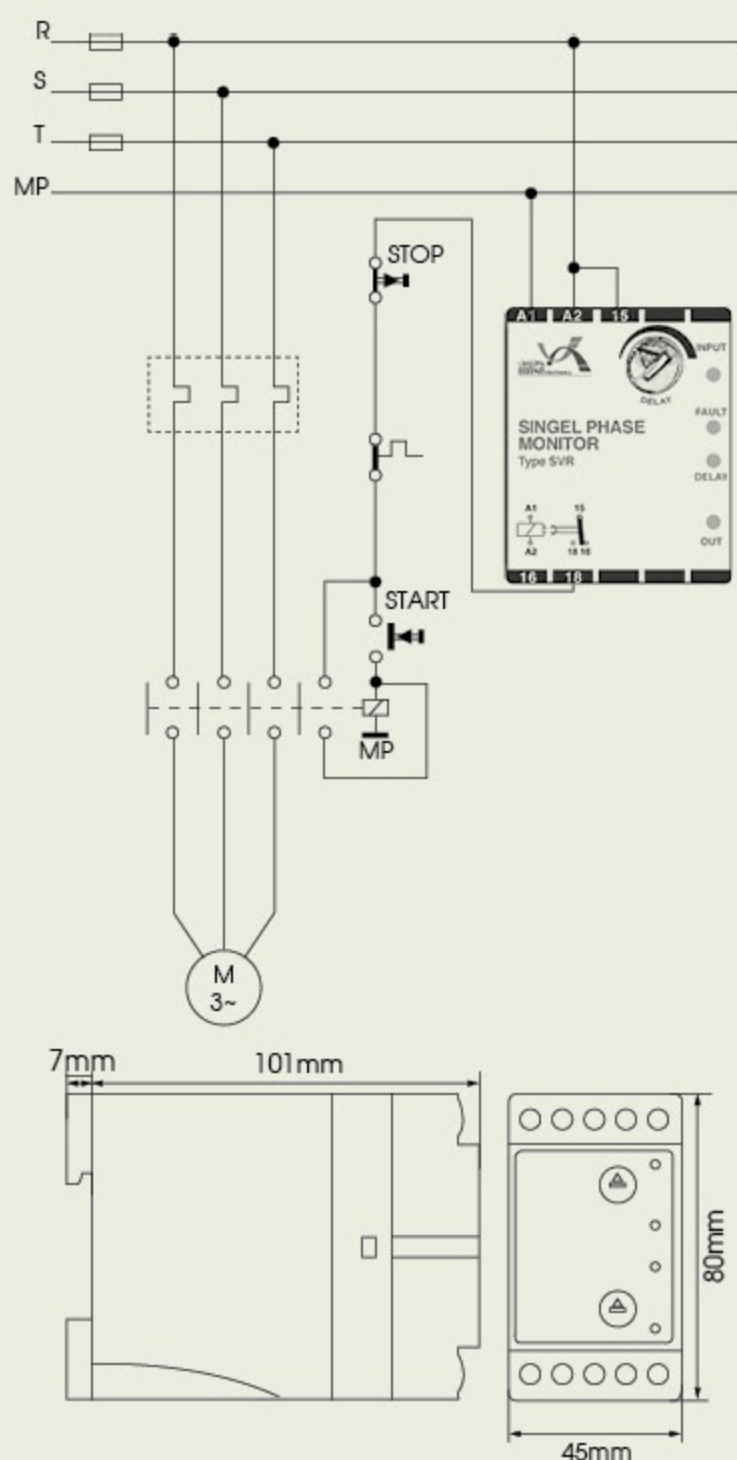 R
S
T
MP
STOP
START
MP
A1 A2 15
INPUT
DELAY
FAULT
SINGEL PHASE
MONITOR
Type SVR
DELAY
A1 15
A2 18 16
OUT
16 18
M
3~
7mm 101mm
80mm
45mm